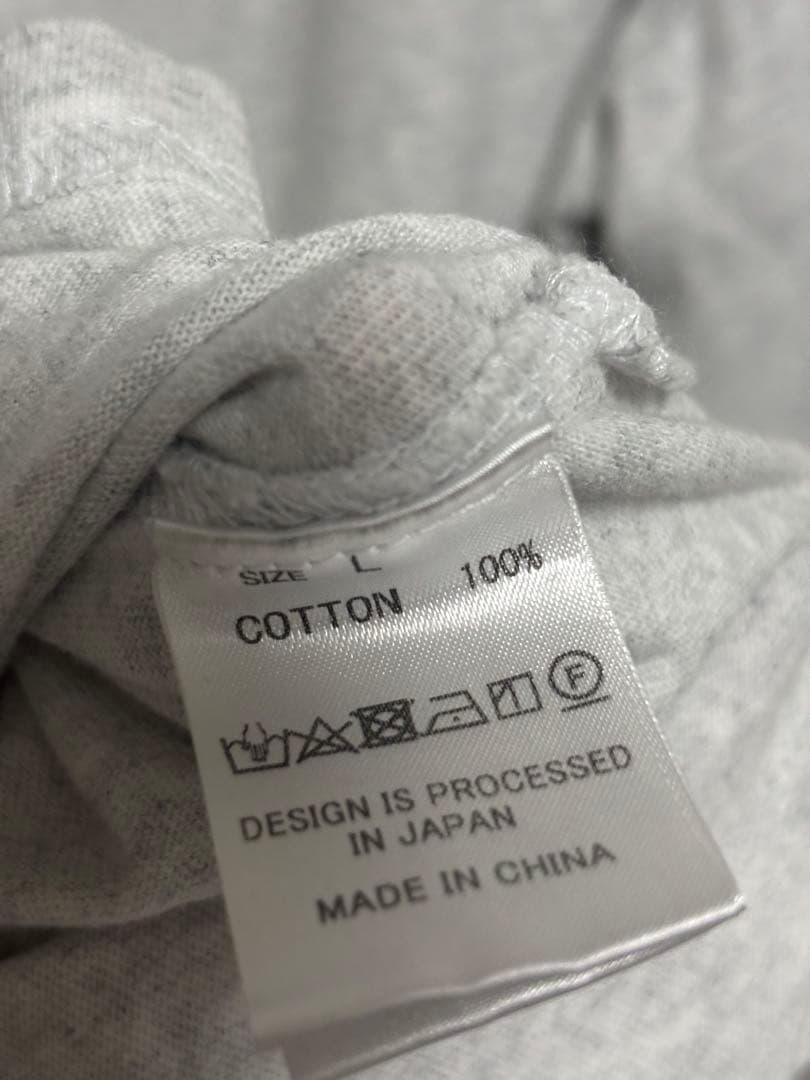 SIZE L
COTTON 100%
F
DESIGN IS PROCESSED
IN JAPAN
MADE IN CHINA